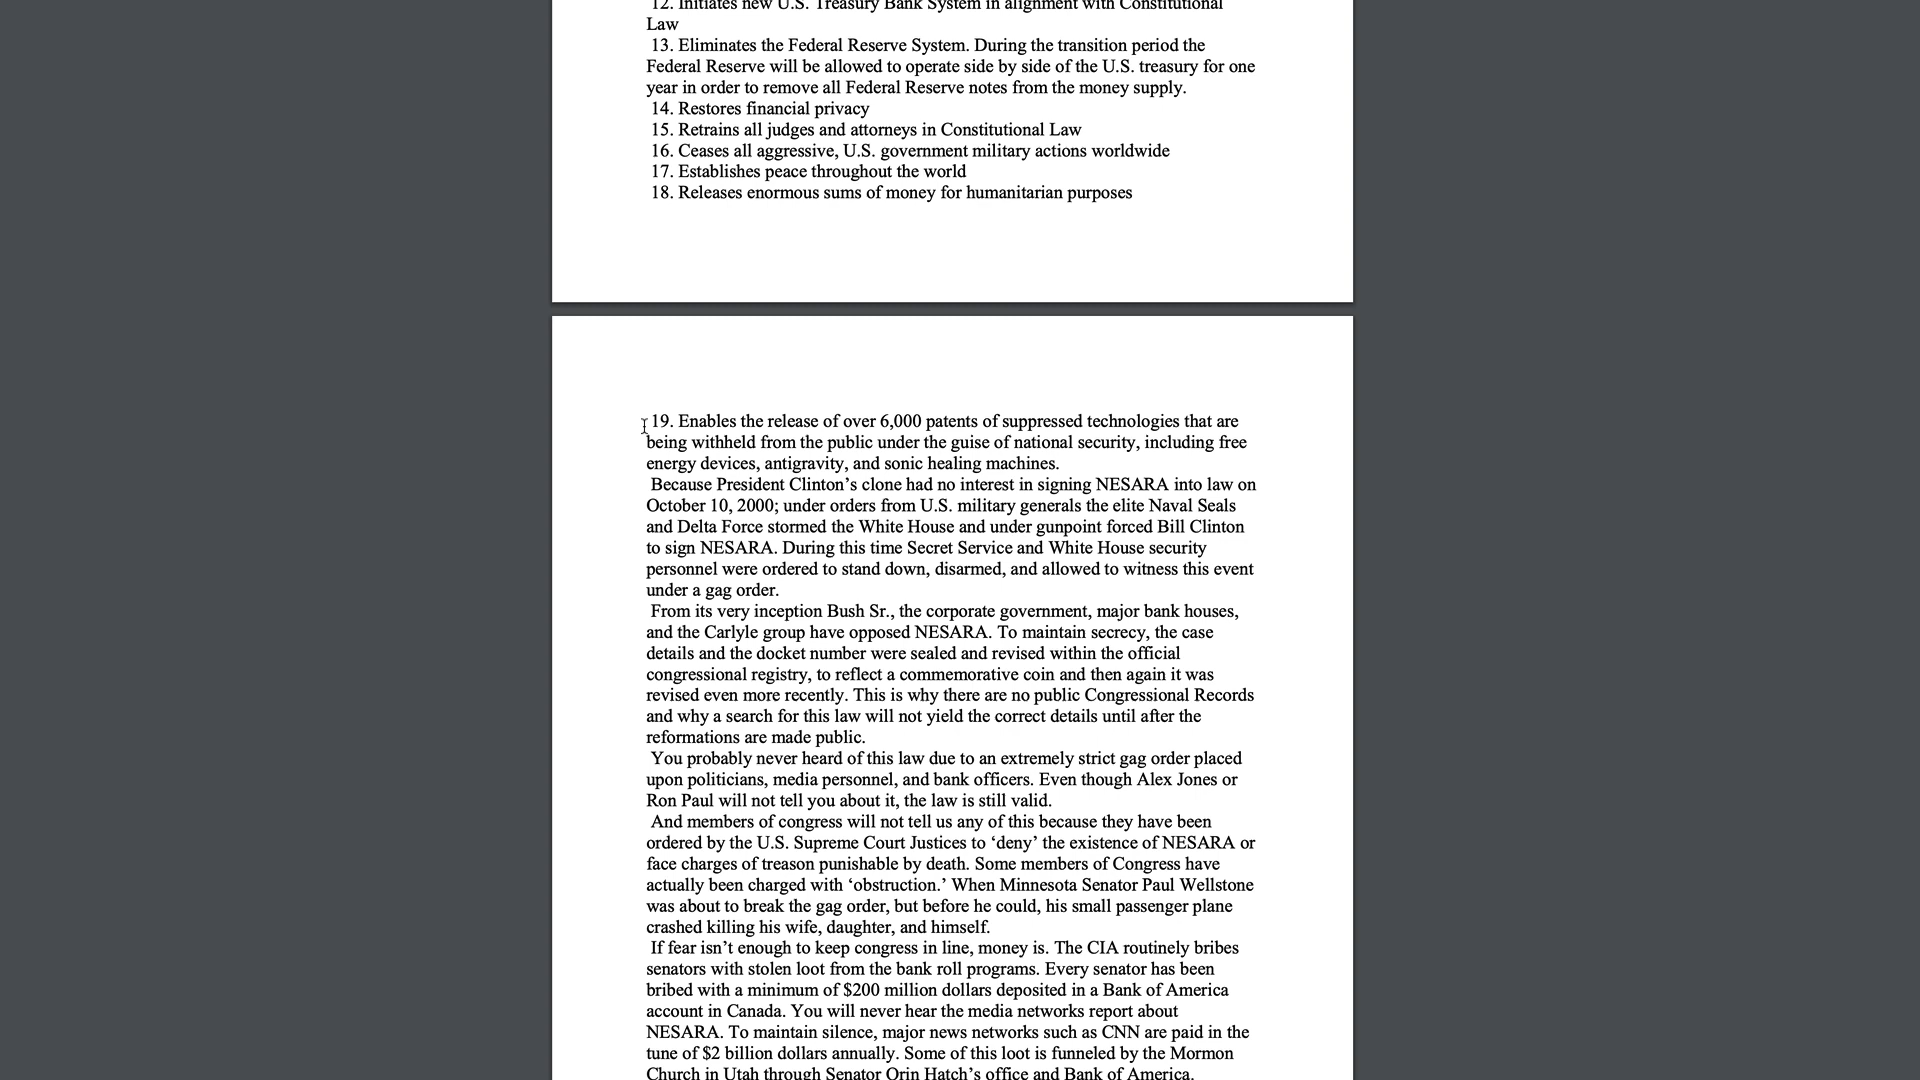 12. Initiates new U.S. Treasury Bank System in alignment with Constitutional
Law
13. Eliminates the Federal Reserve System. During the transition period the
Federal Reserve will be allowed to operate side by side of the U.S. treasury for one
year in order to remove all Federal Reserve notes from the money supply.
14. Restores financial privacy
15. Retrains all judges and attorneys in Constitutional Law
16. Ceases all aggressive, U.S. government military actions worldwide
17. Establishes peace throughout the world
18. Releases enormous sums of money for humanitarian purposes
19. Enables the release of over 6,000 patents of suppressed technologies that are
being withheld from the public under the guise of national security, including free
energy devices, antigravity, and sonic healing machines.
Because President Clinton’s clone had no interest in signing NESARA into law on
October 10, 2000; under orders from U.S. military generals the elite Naval Seals
and Delta Force stormed the White House and under gunpoint forced Bill Clinton
to sign NESARA. During this time Secret Service and White House security
personnel were ordered to stand down, disarmed, and allowed to witness this event
under a gag order.
From its very inception Bush Sr., the corporate government, major bank houses,
and the Carlyle group have opposed NESARA. To maintain secrecy, the case
details and the docket number were sealed and revised within the official
congressional registry, to reflect a commemorative coin and then again it was
revised even more recently. This is why there are no public Congressional Records
and why a search for this law will not yield the correct details until after the
reformations are made public.
You probably never heard of this law due to an extremely strict gag order placed
upon politicians, media personnel, and bank officers. Even though Alex Jones or
Ron Paul will not tell you about it, the law is still valid.
And members of congress will not tell us any of this because they have been
ordered by the U.S. Supreme Court Justices to ‘deny’ the existence of NESARA or
face charges of treason punishable by death. Some members of Congress have
actually been charged with ‘obstruction.’ When Minnesota Senator Paul Wellstone
was about to break the gag order, but before he could, his small passenger plane
crashed killing his wife, daughter, and himself.
If fear isn’t enough to keep congress in line, money is. The CIA routinely bribes
senators with stolen loot from the bank roll programs. Every senator has been
bribed with a minimum of $200 million dollars deposited in a Bank of America
account in Canada. You will never hear the media networks report about
NESARA. To maintain silence, major news networks such as CNN are paid in the
tune of $2 billion dollars annually. Some of this loot is funneled by the Mormon
Church in Utah through Senator Orin Hatch’s office and Bank of America.